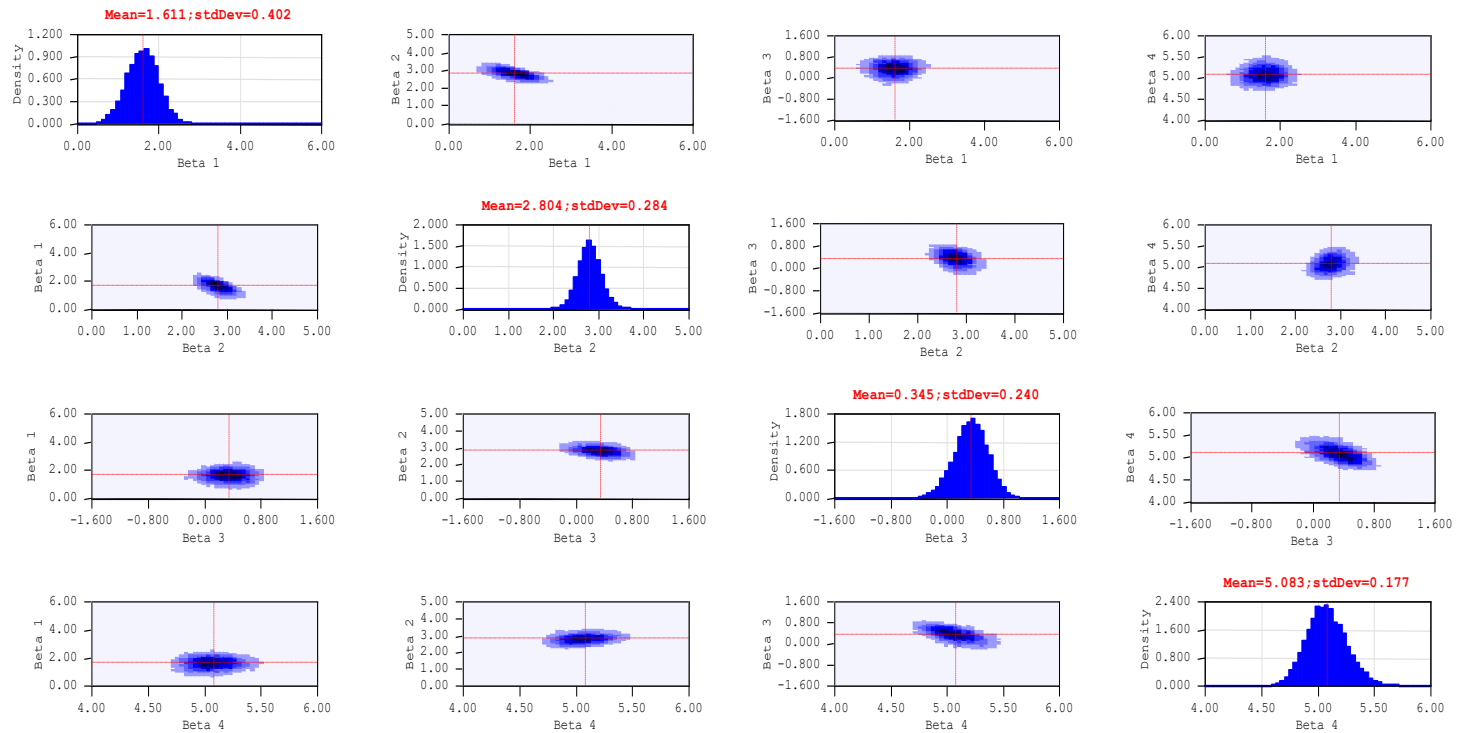 Mean=1.611;stdDev=0.402
1.200
0.900
0.600
0.300
0.000
Density
0.00 2.00 4.00 6.00
Beta 1
5.00
4.00
3.00
2.00
1.00
0.00
Beta 2
0.00 2.00 4.00 6.00
Beta 1
1.600
0.800
0.000
-0.800
-1.600
Beta 3
0.00 2.00 4.00 6.00
Beta 1
6.00
5.50
5.00
4.50
4.00
Beta 4
0.00 2.00 4.00 6.00
Beta 1
6.00
4.00
2.00
0.00
Beta 1
0.00 1.00 2.00 3.00 4.00 5.00
Beta 2
Mean=2.804;stdDev=0.284
2.000
1.500
1.000
0.500
0.000
Density
0.00 1.00 2.00 3.00 4.00 5.00
Beta 2
1.600
0.800
0.000
-0.800
-1.600
Beta 3
0.00 1.00 2.00 3.00 4.00 5.00
Beta 2
6.00
5.50
5.00
4.50
4.00
Beta 4
0.00 1.00 2.00 3.00 4.00 5.00
Beta 2
6.00
4.00
2.00
0.00
Beta 1
-1.600 -0.800 0.000 0.800 1.600
Beta 3
5.00
4.00
3.00
2.00
1.00
0.00
Beta 2
-1.600 -0.800 0.000 0.800 1.600
Beta 3
Mean=0.345;stdDev=0.240
1.800
1.200
0.600
0.000
Density
-1.600 -0.800 0.000 0.800 1.600
Beta 3
6.00
5.50
5.00
4.50
4.00
Beta 4
-1.600 -0.800 0.000 0.800 1.600
Beta 3
6.00
4.00
2.00
0.00
Beta 1
4.00 4.50 5.00 5.50 6.00
Beta 4
5.00
4.00
3.00
2.00
1.00
0.00
Beta 2
4.00 4.50 5.00 5.50 6.00
Beta 4
1.600
0.800
0.000
-0.800
-1.600
Beta 3
4.00 4.50 5.00 5.50 6.00
Beta 4
Mean=5.083;stdDev=0.177
2.400
1.600
0.800
0.000
Density
4.00 4.50 5.00 5.50 6.00
Beta 4